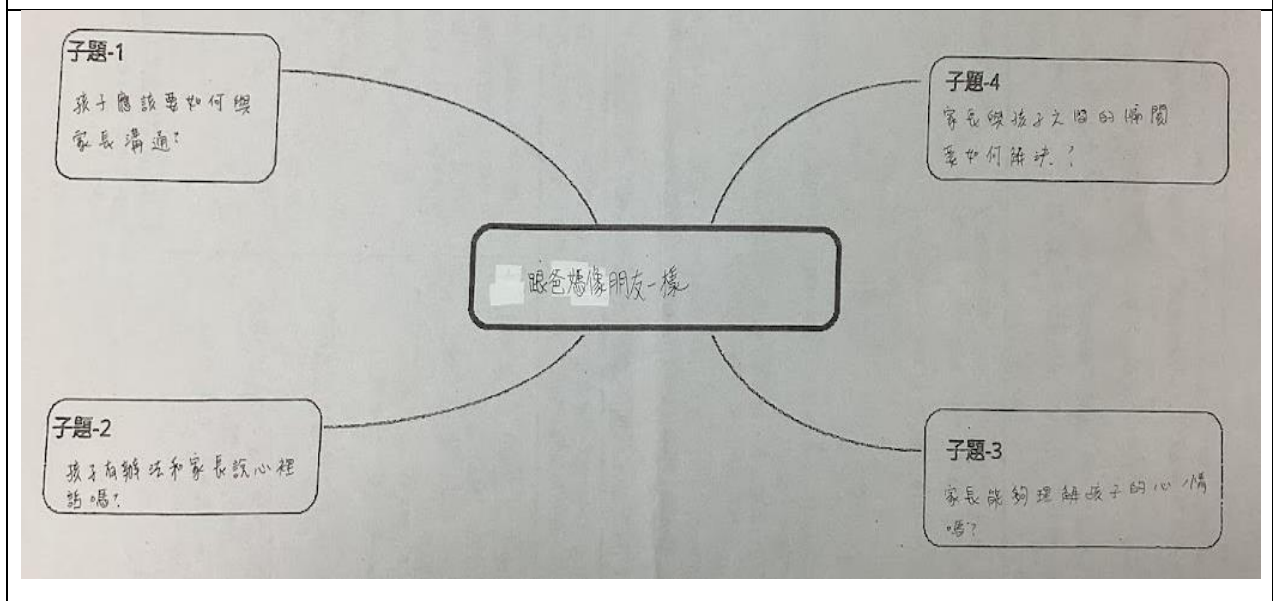 子題-1
孩子應該要如何與
家長溝通?
子題-4
家長與孩子之間的隔閡
要如何解決?
跟爸媽像朋友一樣
子題-2
孩子有辦法和家長說心裡
話嗎?
子題-3
家長能夠理解孩子的心情
嗎?